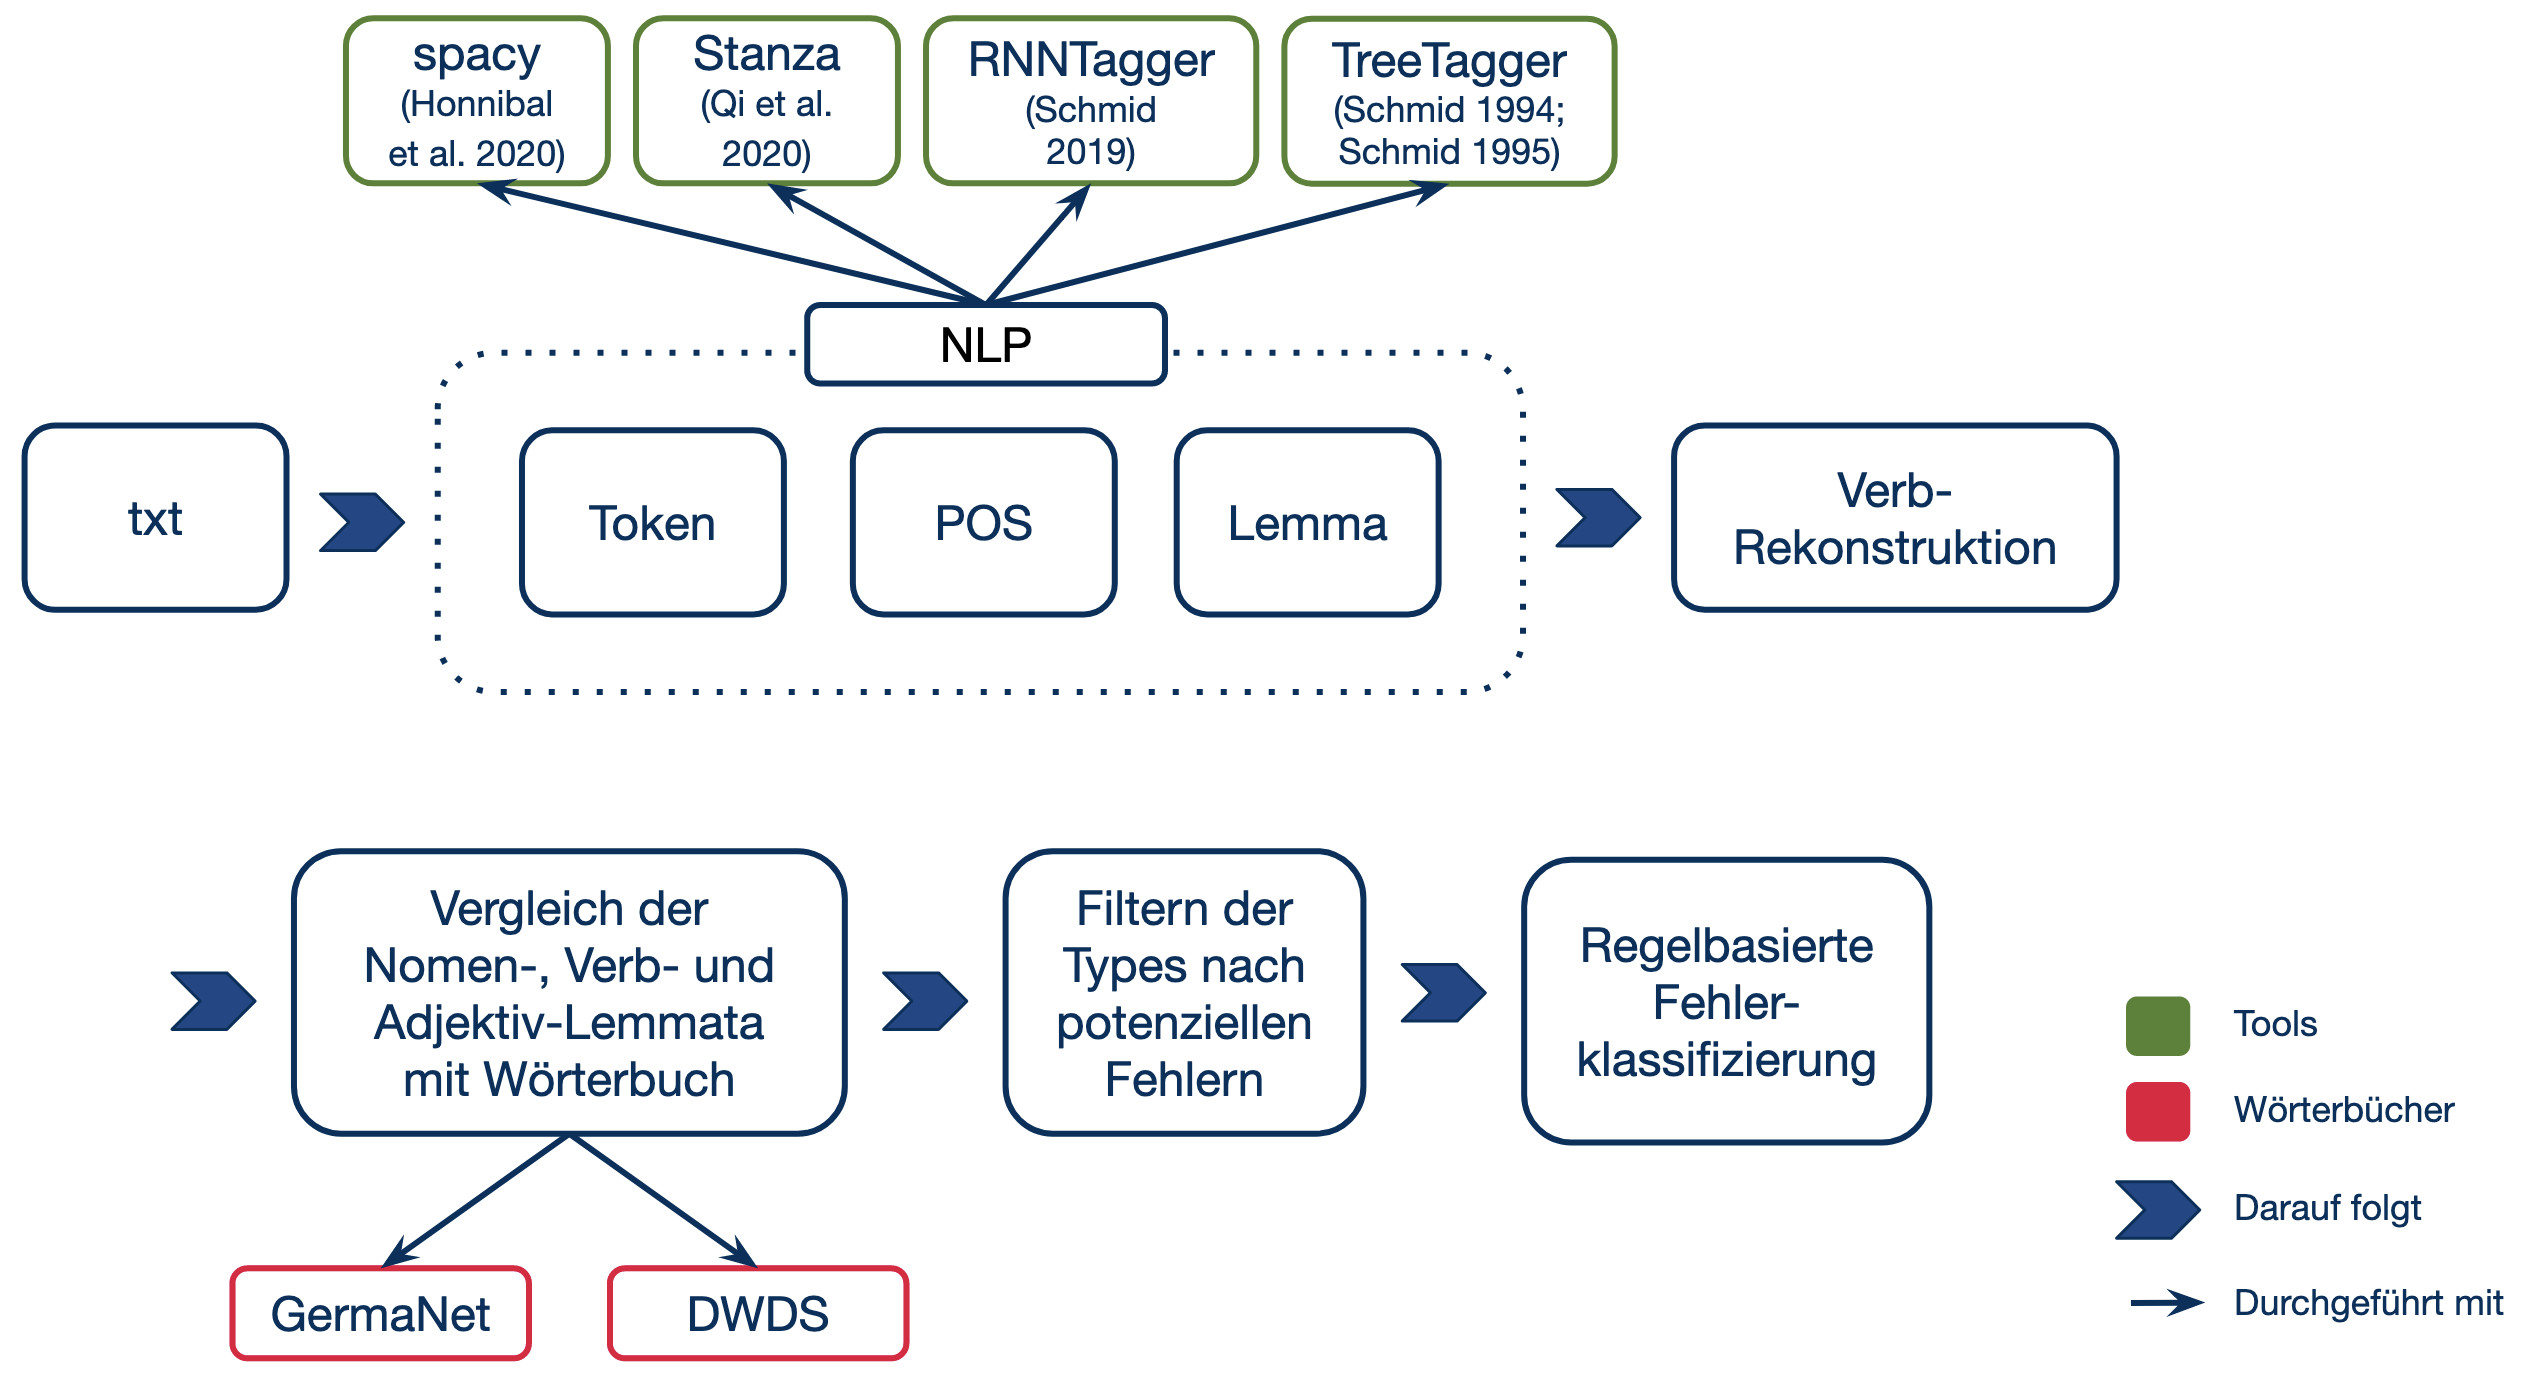 spacy
(Honnibal
et al. 2020)
Stanza
(Qi et al.
2020)
RNNTagger
(Schmid
2019)
TreeTagger
(Schmid 1994;
Schmid 1995)
NLP
txt
Token
POS
Lemma
Verb-
Rekonstruktion
Vergleich der
Nomen-, Verb- und
Adjektiv-Lemmata
mit Wörterbuch
Filtern der
Types nach
potenziellen
Fehlern
Regelbasierte
Fehler-
klassifizierung
GermaNet
DWDS
Tools
Wörterbücher
Darauf folgt
Durchgeführt mit